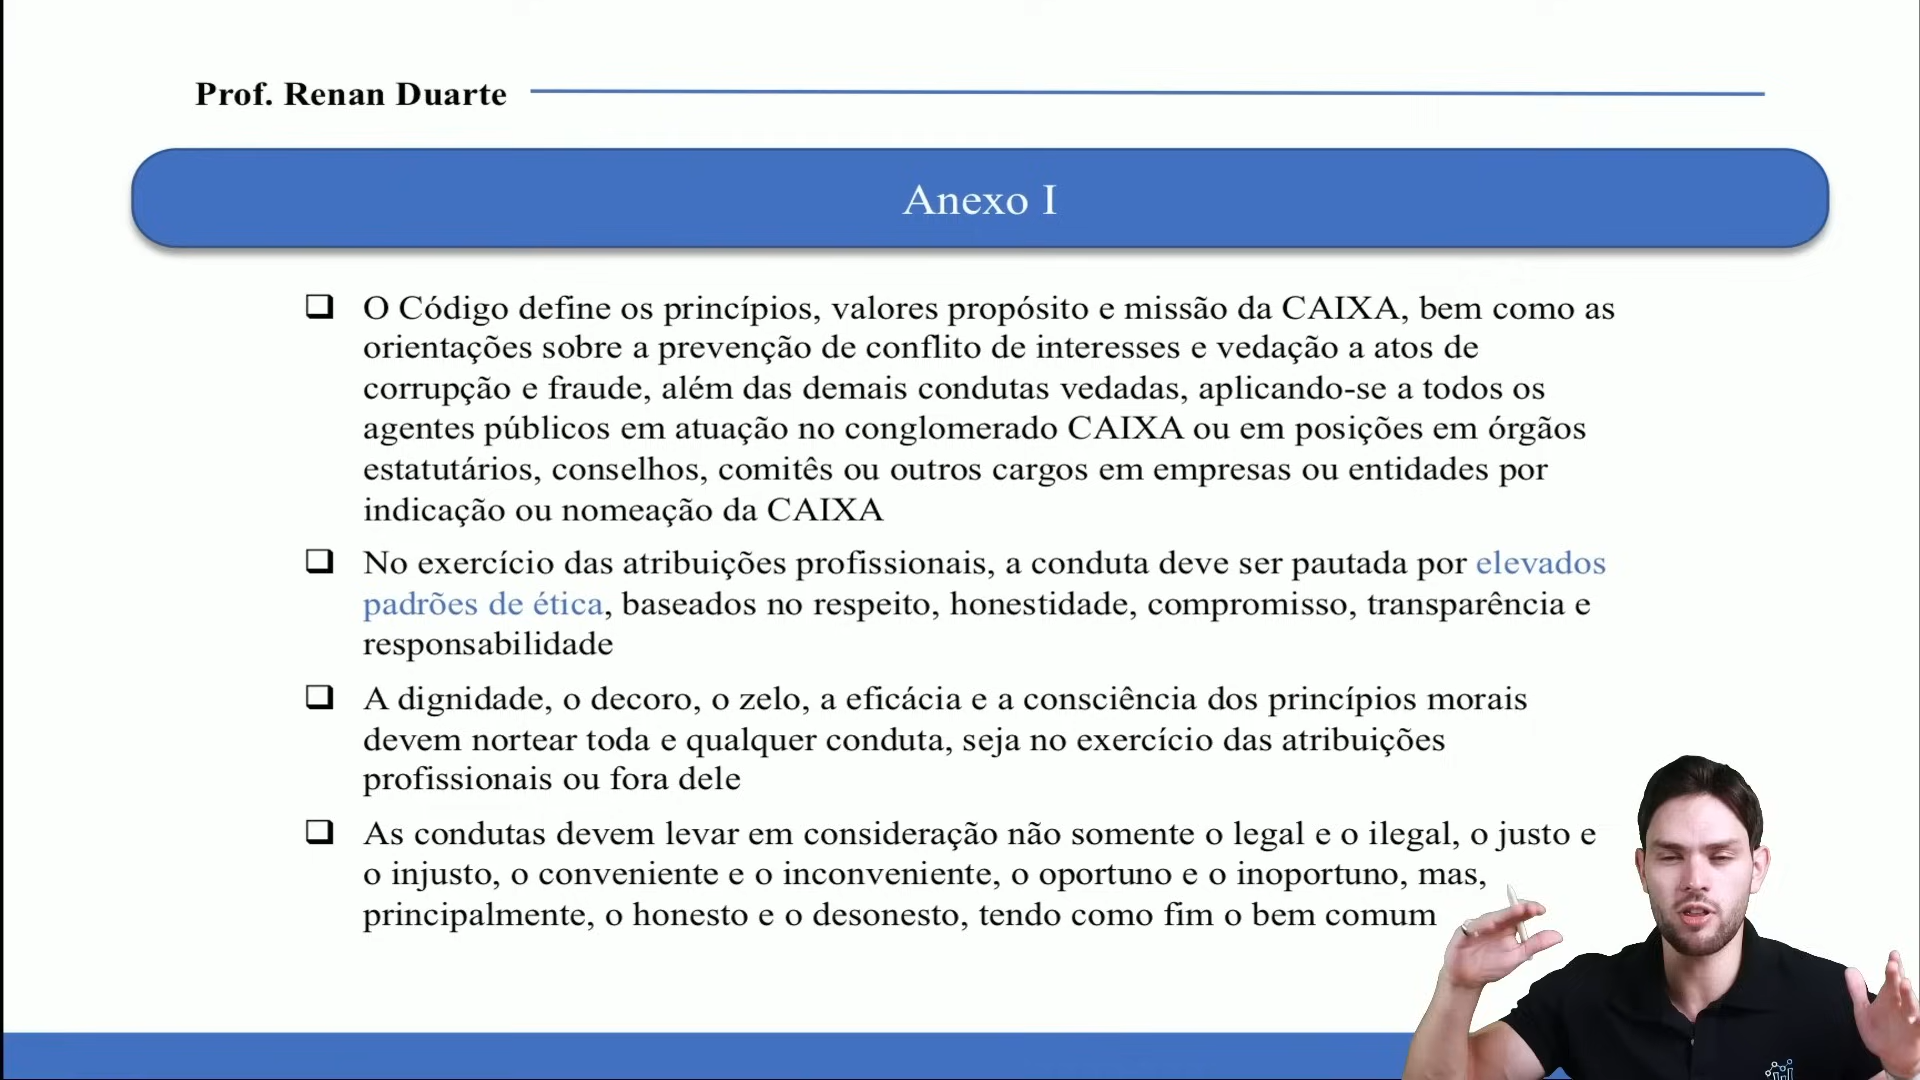 Prof. Renan Duarte
Anexo I
O Código define os princípios, valores propósito e missão da CAIXA, bem como as
orientações sobre a prevenção de conflito de interesses e vedação a atos de
corrupção e fraude, além das demais condutas vedadas, aplicando-se a todos os
agentes públicos em atuação no conglomerado CAIXA ou em posições em órgãos
estatutários, conselhos, comitês ou outros cargos em empresas ou entidades por
indicação ou nomeação da CAIXA
No exercício das atribuições profissionais, a conduta deve ser pautada por elevados
padrões de ética, baseados no respeito, honestidade, compromisso, transparência e
responsabilidade
A dignidade, o decoro, o zelo, a eficácia e a consciência dos princípios morais
devem nortear toda e qualquer conduta, seja no exercício das atribuições
profissionais ou fora dele
As condutas devem levar em consideração não somente o legal e o ilegal, o justo e
o injusto, o conveniente e o inconveniente, o oportuno e o inoportuno, mas,
principalmente, o honesto e o desonesto, tendo como fim o bem comum